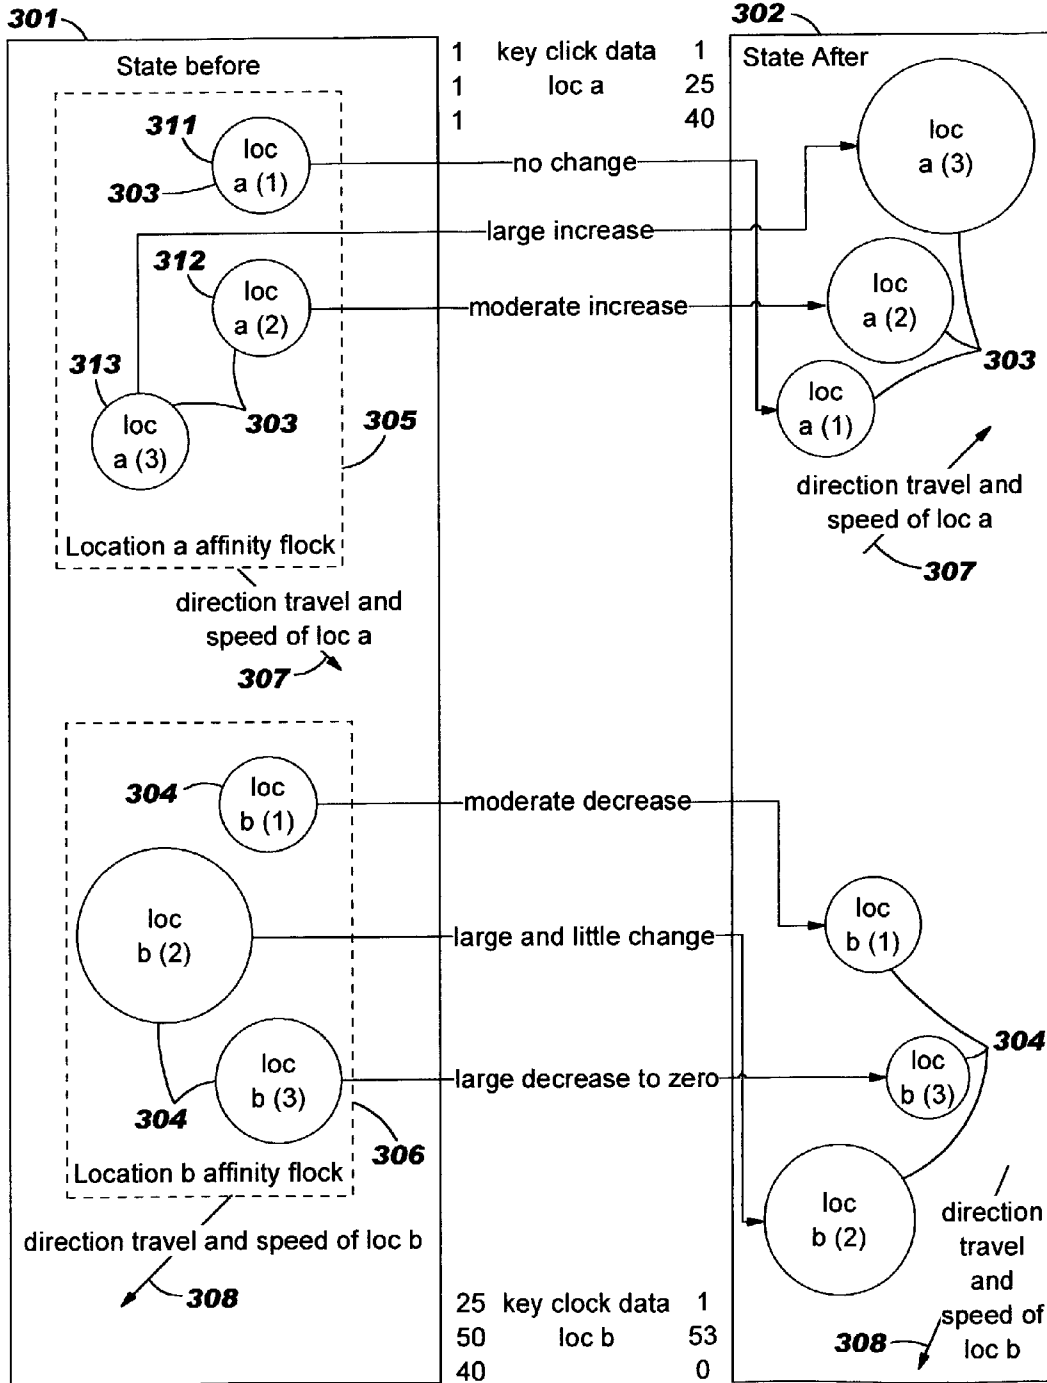 301
302
State before
1 key click data 1
1 loc a 25
1 40
State After
311
303
loc
a (1)
no change
loc
a (3)
large increase
312
loc
a (2)
moderate increase
loc
a (2)
303
313
loc
a (3)
303
305
loc
a (1)
Location a affinity flock
direction travel and
speed of loc a
307
direction travel and
speed of loc a
307
304
loc
b (1)
moderate decrease
loc
b (1)
loc
b (2)
large and little change
loc
b (3)
large decrease to zero
loc
b (3)
304
304
306
Location b affinity flock
loc
b (2)
direction travel and speed of loc b
308
direction
travel
and
speed of
loc b
308
25 key clock data 1
50 loc b 53
40 0